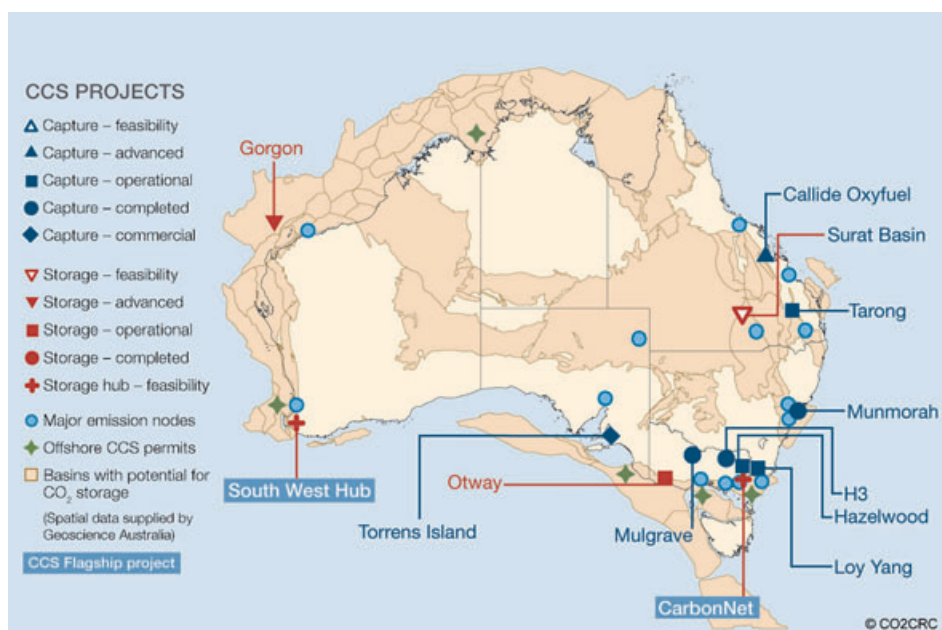 CCS PROJECTS
Capture – feasibility
Capture – advanced
Capture – operational
Capture – completed
Capture – commercial
Storage – feasibility
Storage – advanced
Storage – operational
Storage – completed
Storage hub – feasibility
Major emission nodes
Offshore CCS permits
Basins with potential for
CO2 storage
(Spatial data supplied by
Geoscience Australia)
CCS Flagship project
Gorgon
Callide Oxyfuel
Surat Basin
Tarong
Munmorah
South West Hub
Otway
Torrens Island
Mulgrave
H3
Hazelwood
Loy Yang
CarbonNet
© CO2CRC